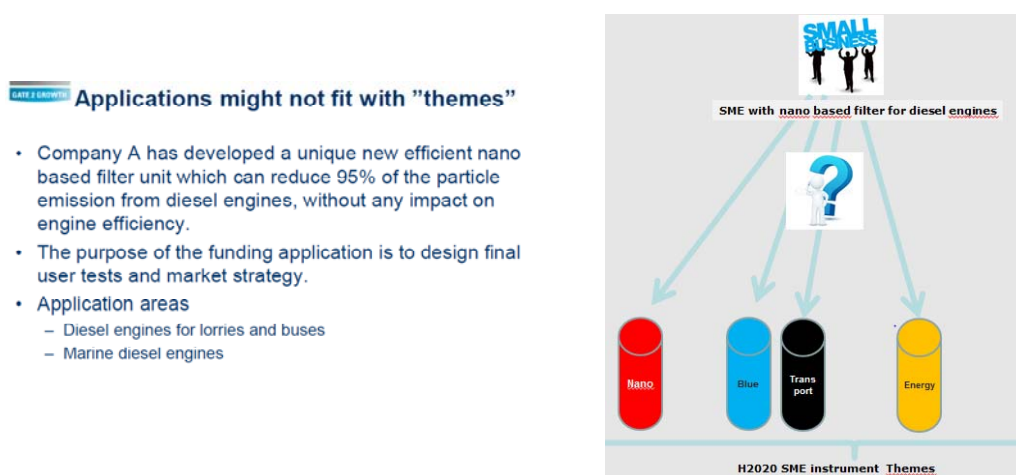 GATE 2 GROWTH
Applications might not fit with "themes"
• Company A has developed a unique new efficient nano
based filter unit which can reduce 95% of the particle
emission from diesel engines, without any impact on
engine efficiency.
• The purpose of the funding application is to design final
user tests and market strategy.
• Application areas
– Diesel engines for lorries and buses
– Marine diesel engines
SMALL
BUSINESS
SME with nano based filter for diesel engines
?
Nano
Blue
Trans
port
Energy
H2020 SME instrument Themes